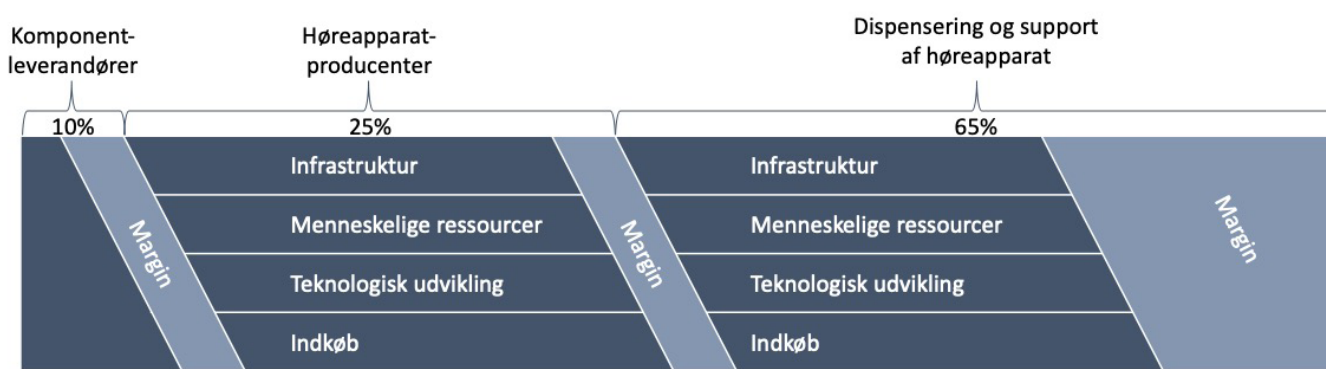 Komponent-
leverandører
Høreapparat-
producenter
Dispensering og support
af høreapparat
10%
25%
65%
Margin
Infrastruktur
Menneskelige ressourcer
Teknologisk udvikling
Indkøb
Margin
Infrastruktur
Menneskelige ressourcer
Teknologisk udvikling
Indkøb
Margin